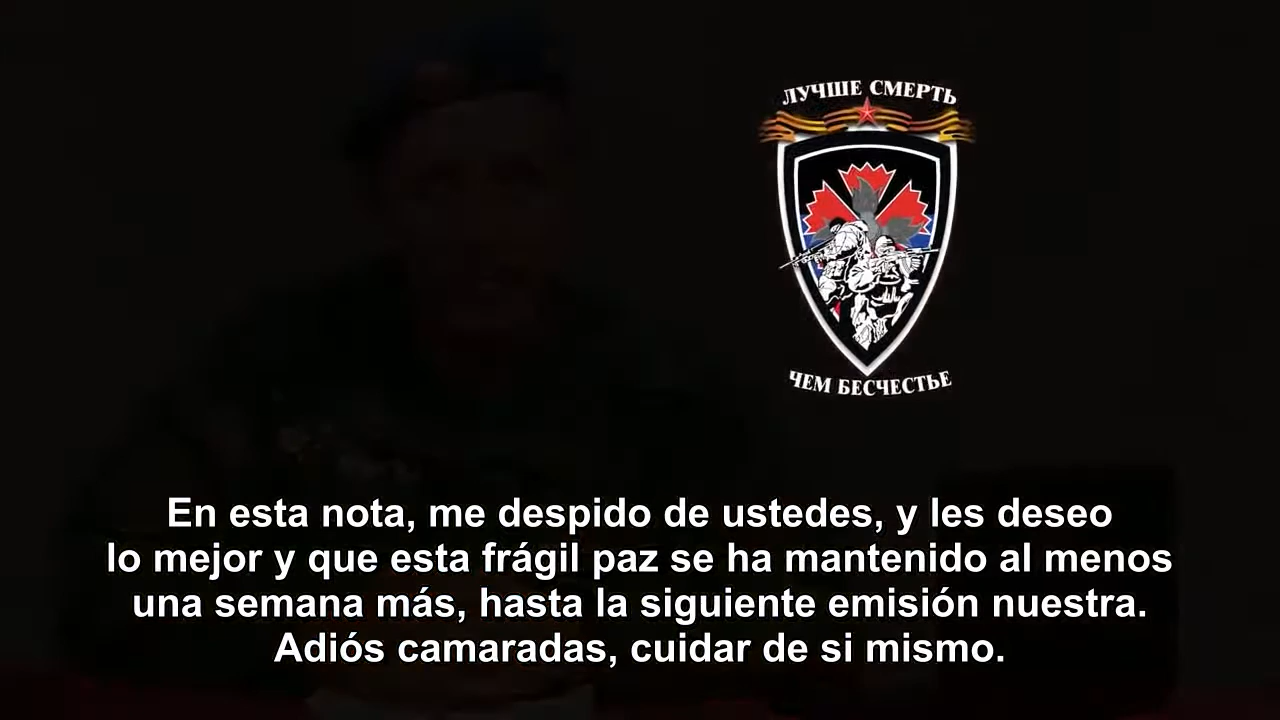 ЛУЧШЕ СМЕРТЬ
ЧЕМ БЕСЧЕСТЬЕ
En esta nota, me despido de ustedes, y les deseo
lo mejor y que esta frágil paz se ha mantenido al menos
una semana más, hasta la siguiente emisión nuestra.
Adiós camaradas, cuidar de si mismo.